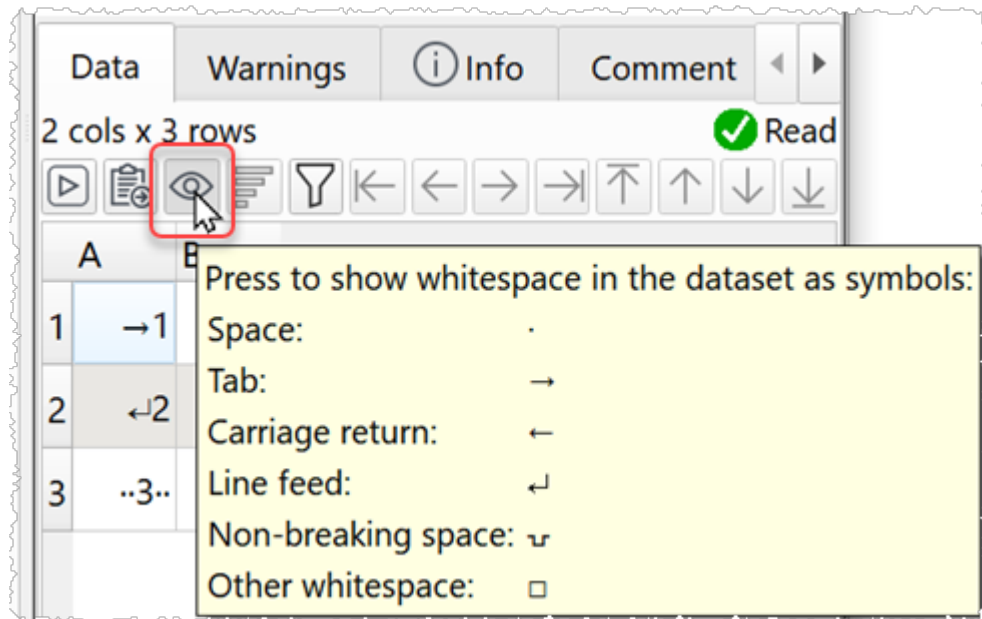 Data Warnings Info Comment
2 cols x 3 rows Read
A
Press to show whitespace in the dataset as symbols:
1 →1
Space: ·
Tab: →
2 ↵2
Carriage return: ←
Line feed: ↵
3 ··3··
Non-breaking space: ⍽
Other whitespace: □